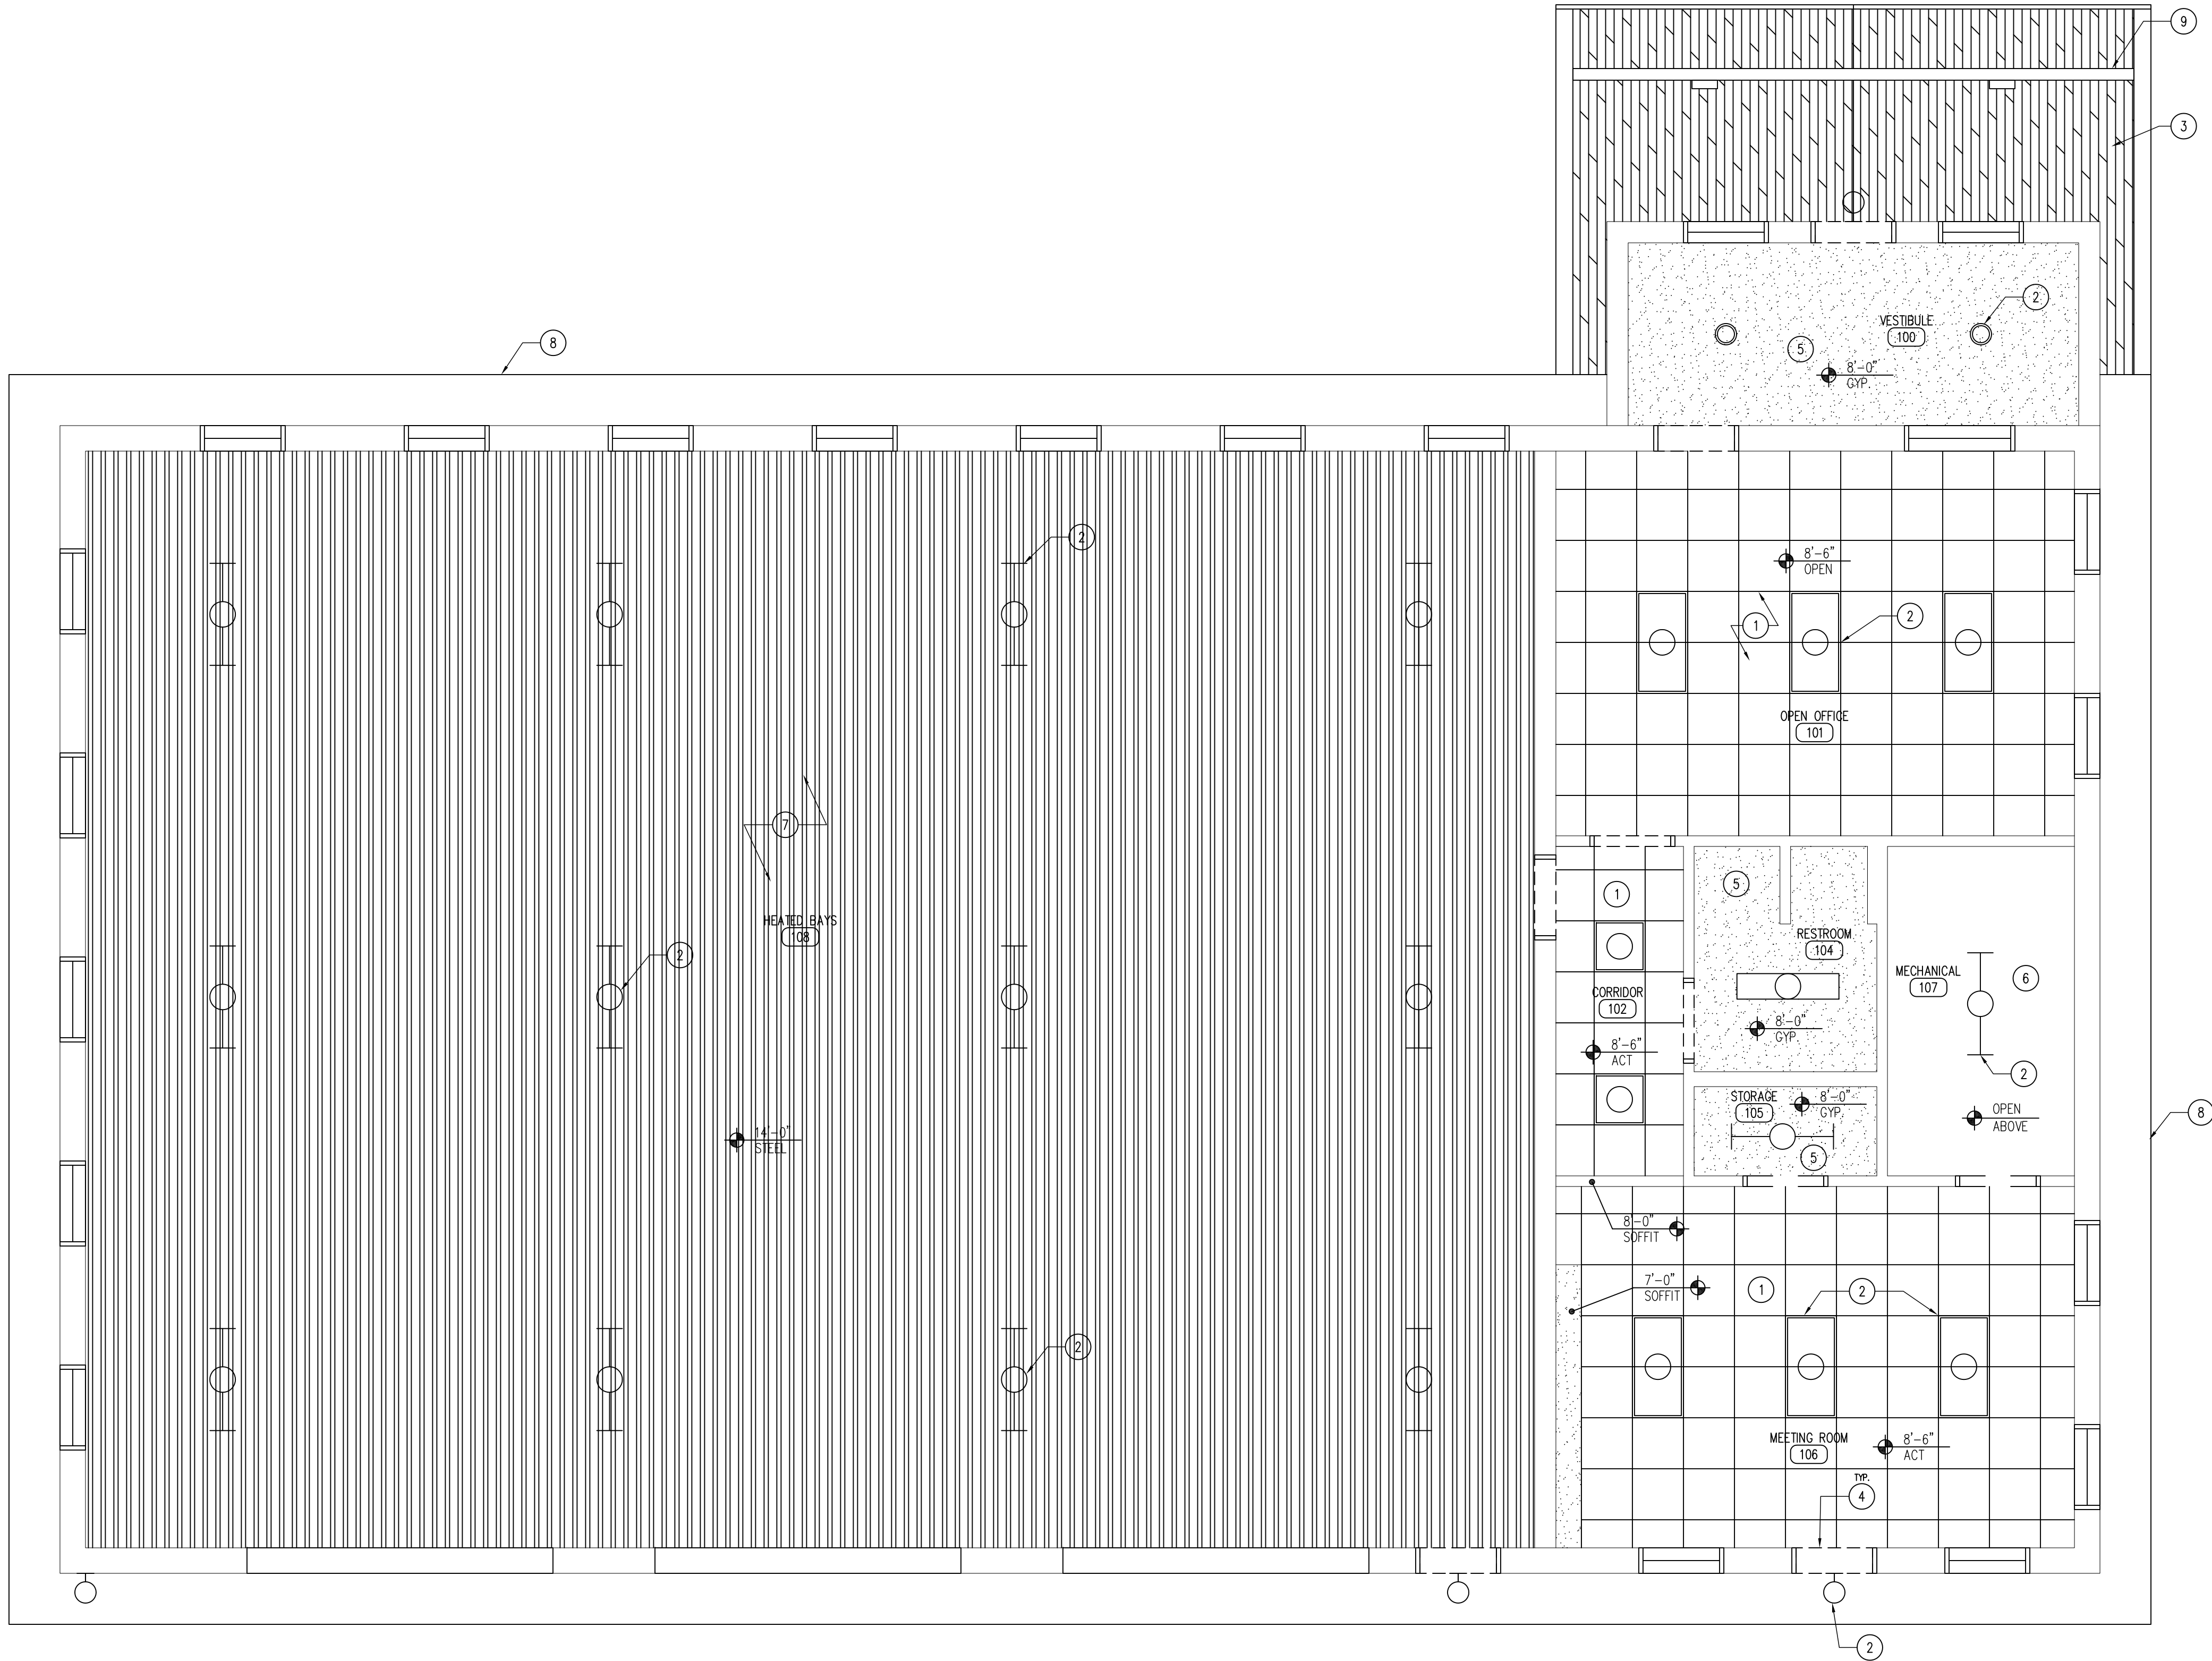 9
3
2
VESTIBULE
100
5
8'-0"
GYP.
8
2
8'-6"
OPEN
1
2
OPEN OFFICE
101
7
HEATED BAYS
108
2
14'-0"
STEEL
1
5
RESTROOM
104
MECHANICAL
107
6
CORRIDOR
102
8'-0"
GYP.
8'-6"
ACT
2
STORAGE
105
8'-0"
GYP.
OPEN
ABOVE
8
5
8'-0"
SOFFIT
7'-0"
SOFFIT
1
2
2
MEETING ROOM
106
8'-6"
ACT
TYP.
4
2